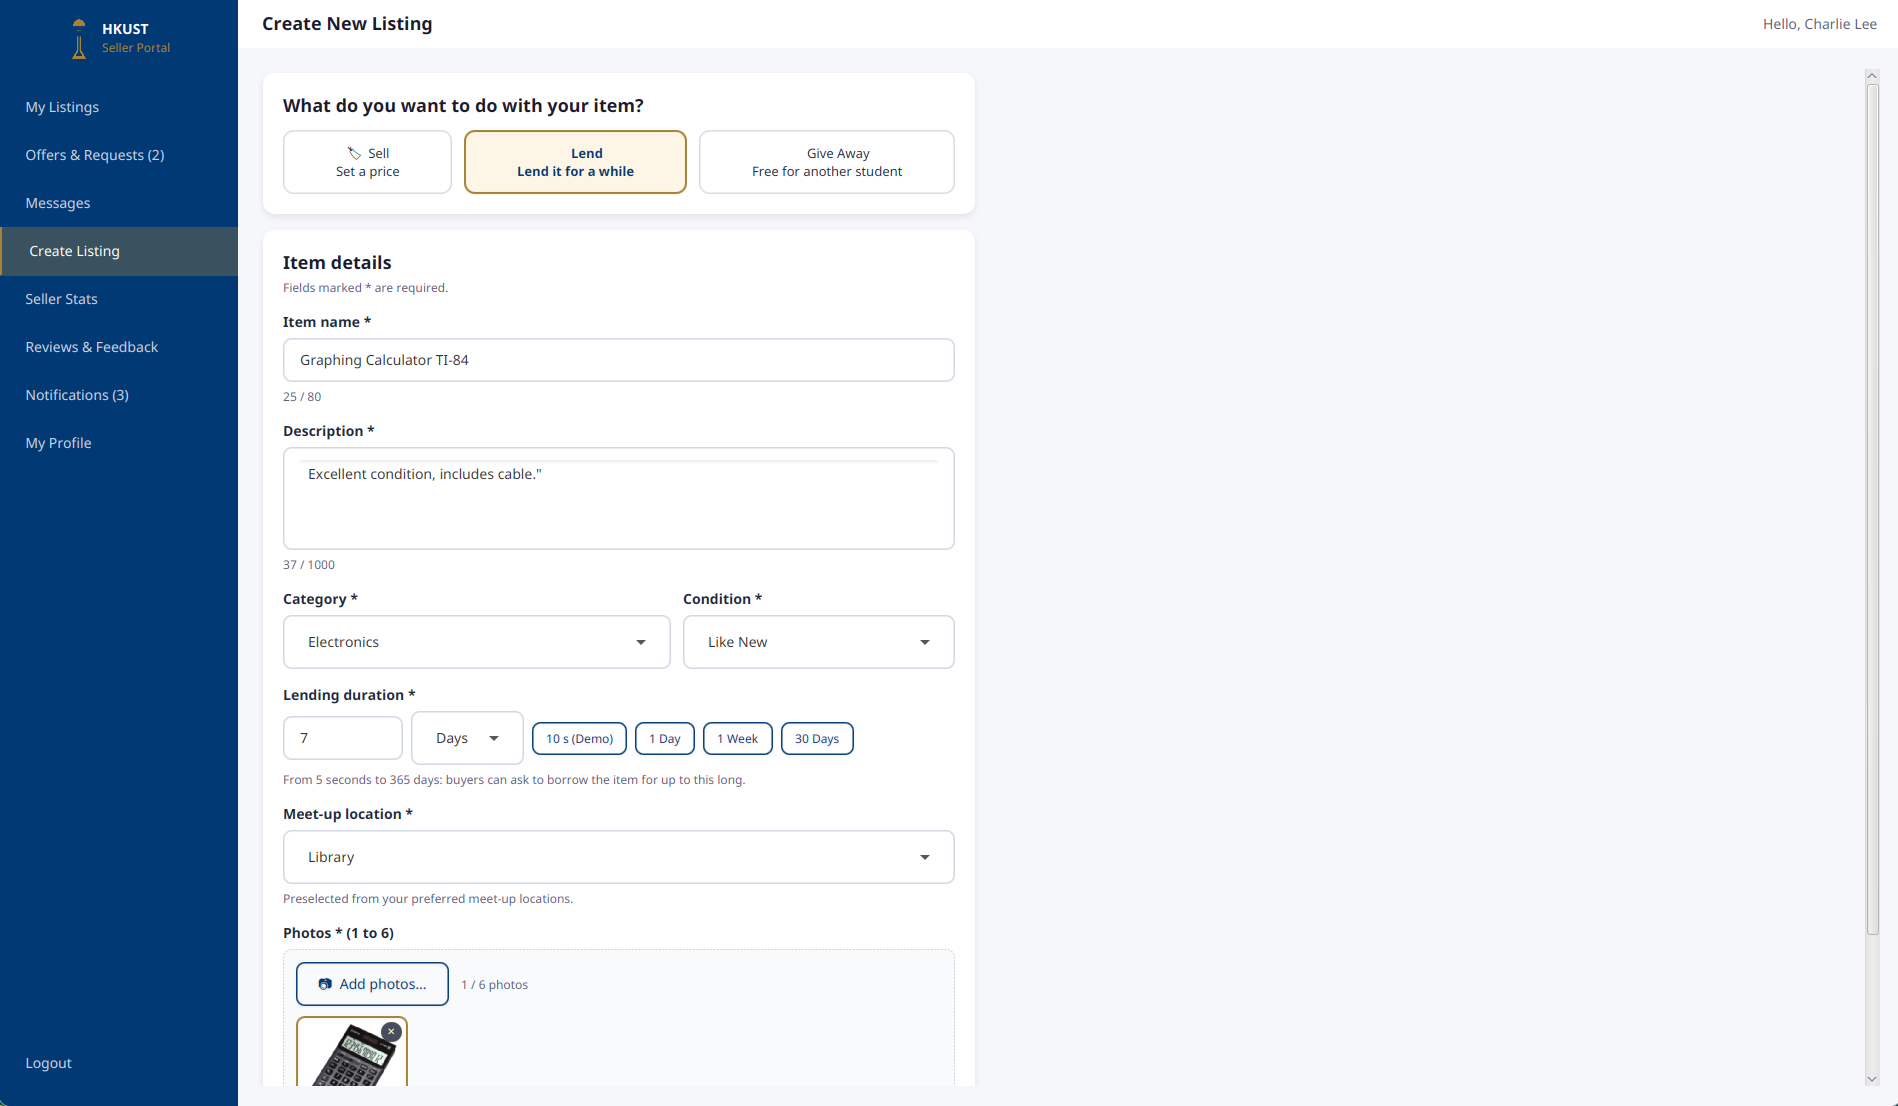 HKUST
Seller Portal
My Listings
Offers & Requests (2)
Messages
Create Listing
Seller Stats
Reviews & Feedback
Notifications (3)
My Profile
Logout
Create New Listing
Hello, Charlie Lee
What do you want to do with your item?
Sell
Set a price
Lend
Lend it for a while
Give Away
Free for another student
Item details
Fields marked * are required.
Item name *
Graphing Calculator TI-84
25 / 80
Description *
Excellent condition, includes cable."
37 / 1000
Category *
Condition *
Electronics
Like New
Lending duration *
7
Days
10 s (Demo)
1 Day
1 Week
30 Days
From 5 seconds to 365 days: buyers can ask to borrow the item for up to this long.
Meet-up location *
Library
Preselected from your preferred meet-up locations.
Photos * (1 to 6)
Add photos...
1 / 6 photos